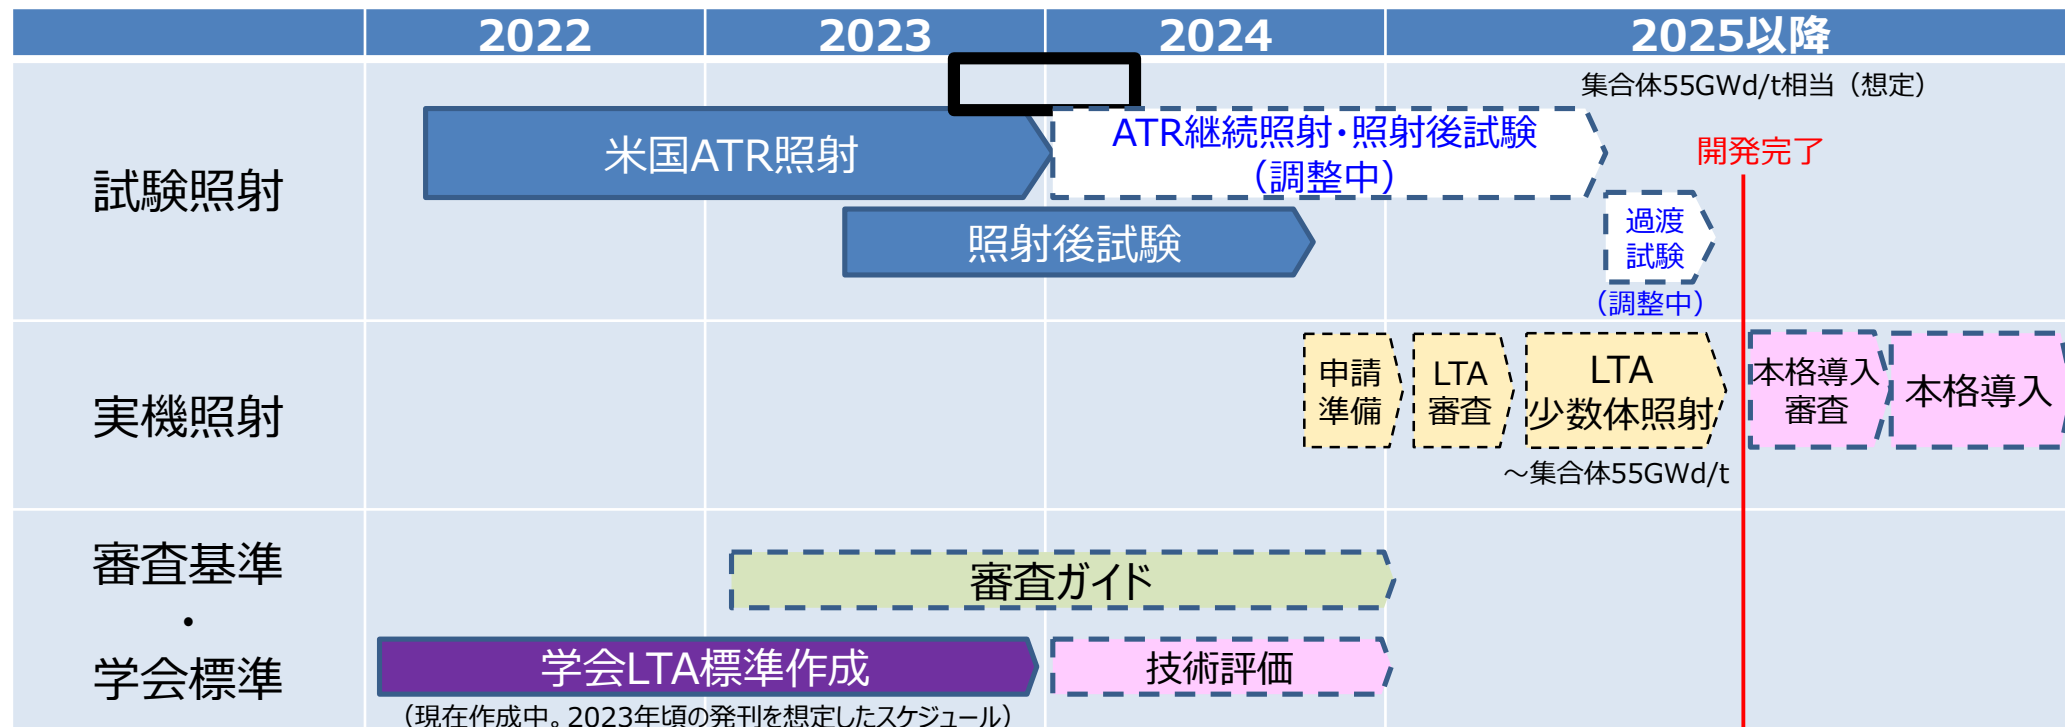 2022
2023
2024
2025以降
集合体55GWd/t相当（想定）
試験照射
米国ATR照射
ATR継続照射・照射後試験
（調整中）
開発完了
照射後試験
過渡
試験
（調整中）
実機照射
申請
準備
LTA
審査
LTA
少数体照射
本格導入
審査
本格導入
～集合体55GWd/t
審査基準
・
学会標準
審査ガイド
学会LTA標準作成
技術評価
（現在作成中。2023年頃の発刊を想定したスケジュール）